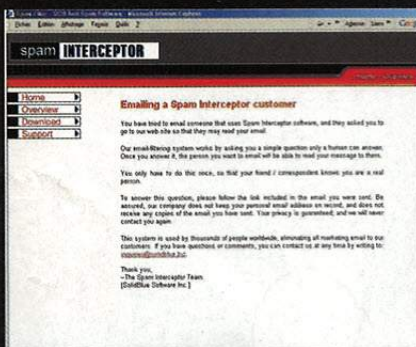 spam INTERCEPTOR
Home
Overview
Download
Support
Emailing a Spam Interceptor customer
You have tried to email someone that uses Spam Interceptor software, and they asked you to
go to our web site so that they may read your email.
Our email-filtering system works by asking you a simple question only a human can answer.
Once you answer it, the person you want to email will be able to read your message to them.
You only have to do this once, so that your friend / correspondent knows you are a real
person.
To answer this question, please follow the link included in the email you were sent. Be
assured, our company does not keep your personal email address on record, and does not
receive any copies of the email you have sent. Your privacy is guaranteed, and we will never
contact you again.
This system is used by thousands of people worldwide, eliminating all marketing email to our
customers. If you have questions or comments, you can contact us at any time by writing to:
Thank you,
-The Spam Interceptor Team.
[SolidBlue Software Inc.]